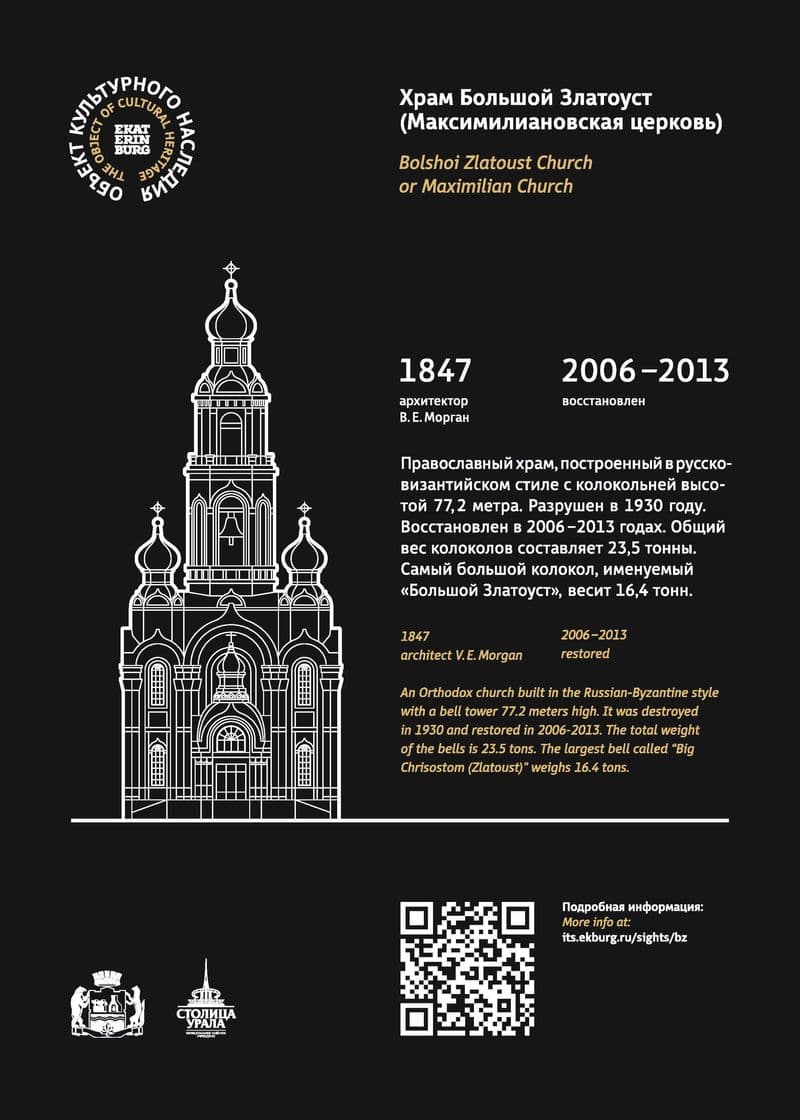 ОБЪЕКТ КУЛЬТУРНОГО НАСЛЕДИЯ
THE OBJECT OF CULTURAL HERITAGE
EKAT
ERIN
BURG
Храм Большой Златоуст
(Максимилиановская церковь)
Bolshoi Zlatoust Church
or Maximilian Church
1847
архитектор
В. Е. Морган
2006–2013
восстановлен
Православный храм, построенный в русско-
византийском стиле с колокольней высо-
той 77,2 метра. Разрушен в 1930 году.
Восстановлен в 2006–2013 годах. Общий
вес колоколов составляет 23,5 тонны.
Самый большой колокол, именуемый
«Большой Златоуст», весит 16,4 тонн.
1847
architect V. E. Morgan
2006–2013
restored
An Orthodox church built in the Russian-Byzantine style
with a bell tower 77.2 meters high. It was destroyed
in 1930 and restored in 2006-2013. The total weight
of the bells is 23.5 tons. The largest bell called “Big
Chrisostom (Zlatoust)” weighs 16.4 tons.
Подробная информация:
More info at:
its.ekburg.ru/sights/bz
СТОЛИЦА
УРАЛА